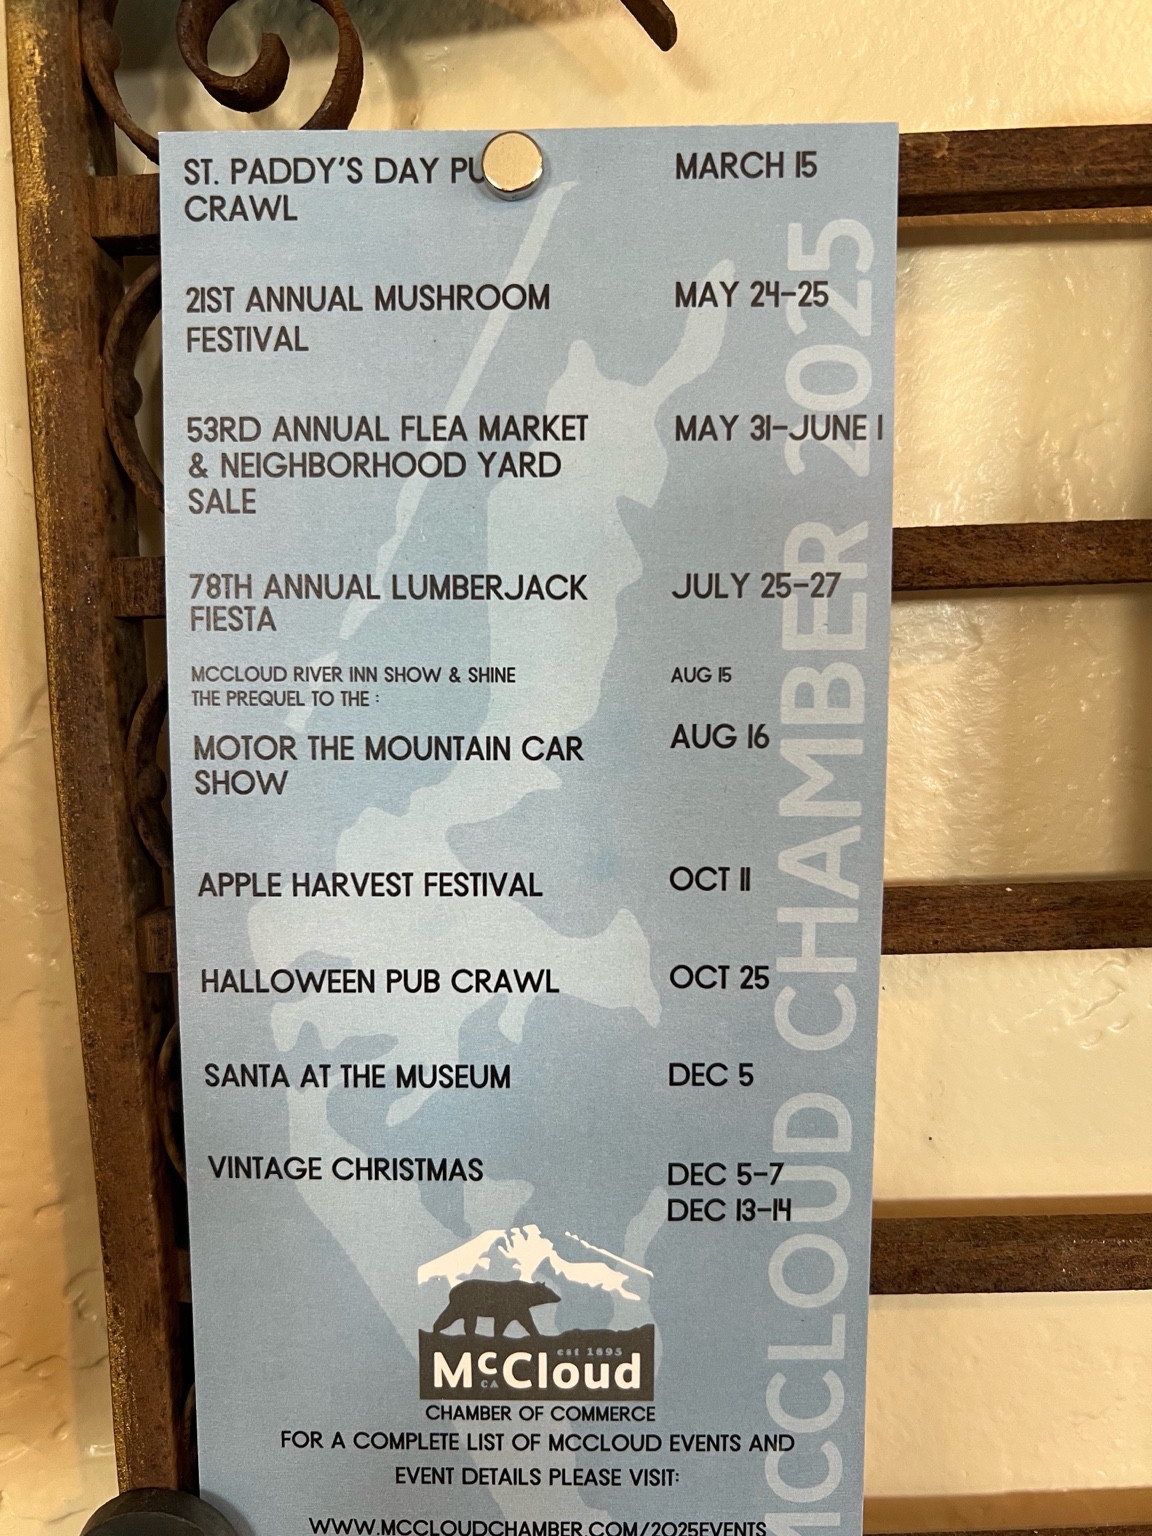 ST. PADDY'S DAY PU
CRAWL
MARCH 15
21ST ANNUAL MUSHROOM
FESTIVAL
MAY 24-25
53RD ANNUAL FLEA MARKET
& NEIGHBORHOOD YARD
SALE
MAY 31-JUNE 1
78TH ANNUAL LUMBERJACK
FIESTA
JULY 25-27
MCCLOUD RIVER INN SHOW & SHINE
THE PREQUEL TO THE :
AUG 15
MOTOR THE MOUNTAIN CAR
SHOW
AUG 16
APPLE HARVEST FESTIVAL
OCT 11
HALLOWEEN PUB CRAWL
OCT 25
SANTA AT THE MUSEUM
DEC 5
VINTAGE CHRISTMAS
DEC 5-7
DEC 13-14
MCCLOUD CHAMBER 2025
est 1895
McCloud
CA
CHAMBER OF COMMERCE
FOR A COMPLETE LIST OF MCCLOUD EVENTS AND
EVENT DETAILS PLEASE VISIT:
WWW.MCCLOUDCHAMBER.COM/2025EVENTS